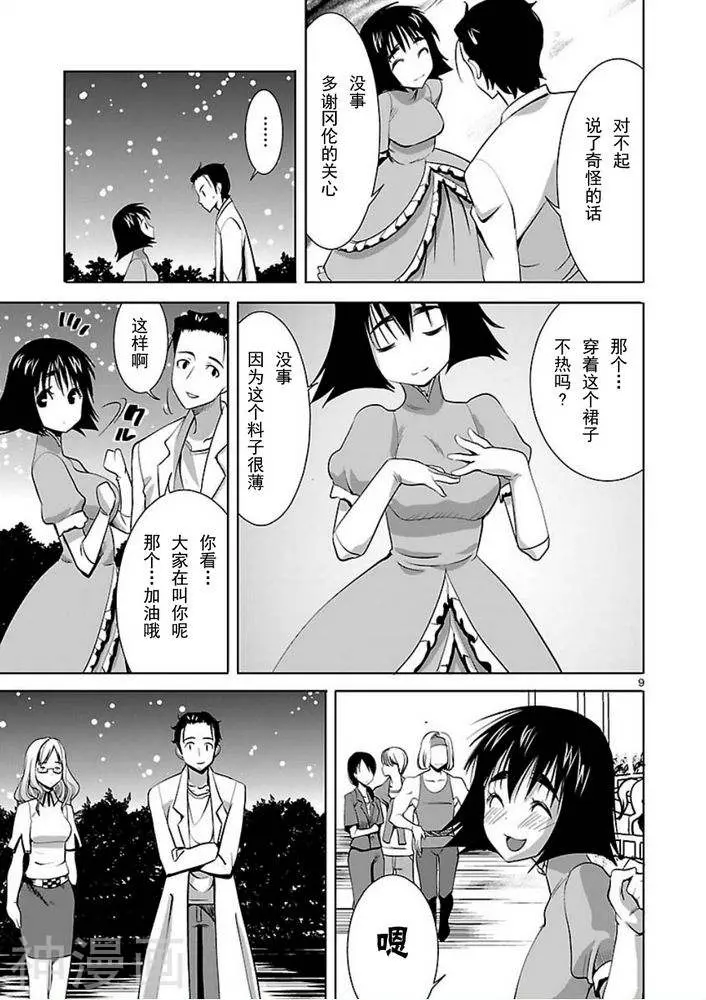 对不起
说了奇怪的话
没事
多谢冈伦的关心
……
那个…
穿着这个裙子
不热吗？
没事
因为这个料子很薄
这样啊
你看…
大家在叫你呢
那个…加油哦
9
嗯
神漫画